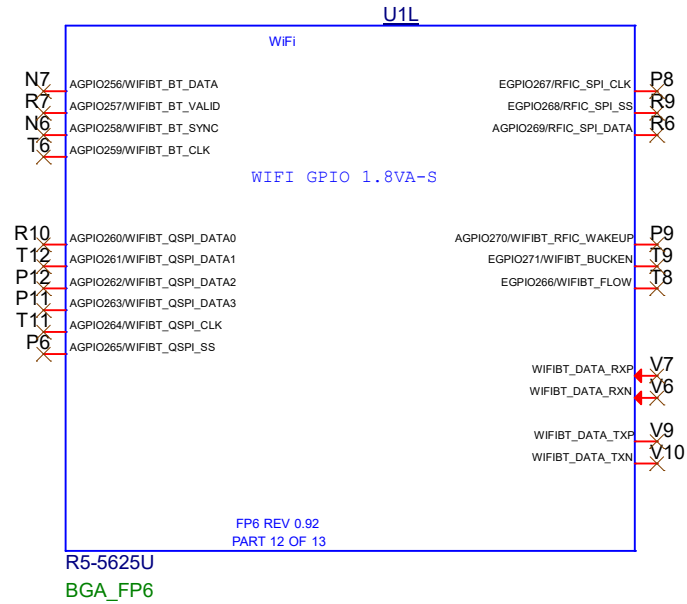 U1L
WiFi
N7 AGPIO256/WIFIBT_BT_DATA EGPIO267/RFIC_SPI_CLK P8
R7 AGPIO257/WIFIBT_BT_VALID EGPIO268/RFIC_SPI_SS R9
N6 AGPIO258/WIFIBT_BT_SYNC AGPIO269/RFIC_SPI_DATA R6
T6 AGPIO259/WIFIBT_BT_CLK
WIFI GPIO 1.8VA-S
R10 AGPIO260/WIFIBT_QSPI_DATA0 AGPIO270/WIFIBT_RFIC_WAKEUP P9
T12 AGPIO261/WIFIBT_QSPI_DATA1 EGPIO271/WIFIBT_BUCKEN T9
P12 AGPIO262/WIFIBT_QSPI_DATA2 EGPIO266/WIFIBT_FLOW T8
P11 AGPIO263/WIFIBT_QSPI_DATA3
T11 AGPIO264/WIFIBT_QSPI_CLK
P6 AGPIO265/WIFIBT_QSPI_SS
WIFIBT_DATA_RXP V7
WIFIBT_DATA_RXN V6
WIFIBT_DATA_TXP V9
WIFIBT_DATA_TXN V10
FP6 REV 0.92
PART 12 OF 13
R5-5625U
BGA_FP6